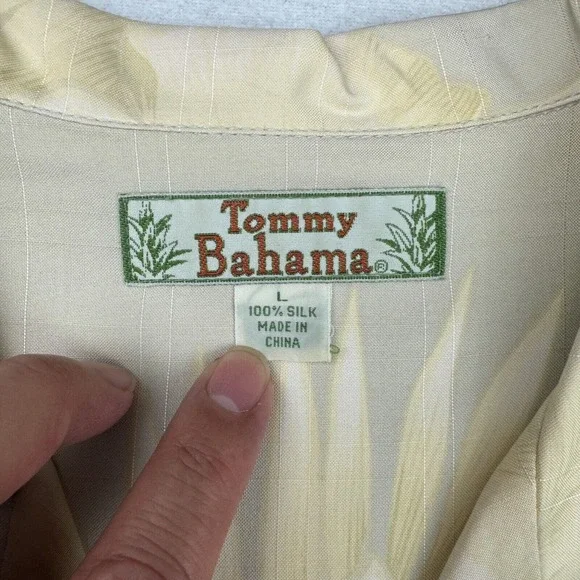 Tommy
Bahama®
L
100% SILK
MADE IN
CHINA